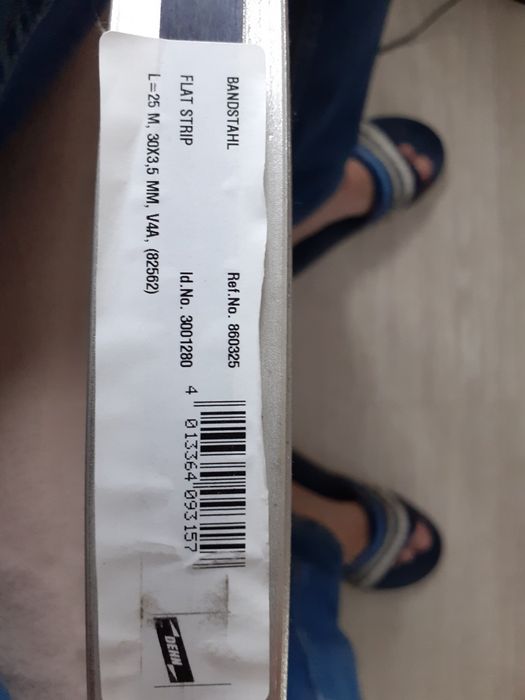 BANDSTAHL Ref.No. 860325
FLAT STRIP Id.No. 3001280
L=25 M, 30X3,5 MM, V4A, (82562)
4 013364 093157
DEHN